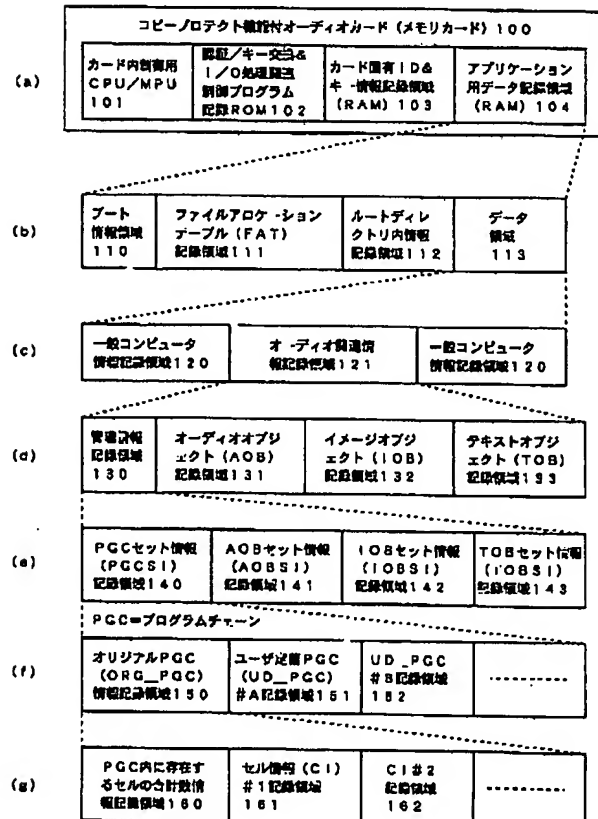 コピープロテクト機能付オーディオカード(メモリカード)100
(a)
カード内制御用
CPU/MPU
101
認証/キー交換&
I/O処理関連
制御プログラム
記録ROM102
カード固有ID&
キー情報記録領域
(RAM)103
アプリケーション
用データ記録領域
(RAM)104
(b)
ブート
情報領域
110
ファイルアロケーション
テーブル(FAT)
記録領域111
ルートディレ
クトリ内情報
記録領域112
データ
領域
113
(c)
一般コンピュータ
情報記録領域120
オーディオ関連情
報記録領域121
一般コンピュータ
情報記録領域120
(d)
管理情報
記録領域
130
オーディオオブジ
ェクト(AOB)
記録領域131
イメージオブジ
ェクト(IOB)
記録領域132
テキストオブジ
ェクト(TOB)
記録領域133
(e)
PGCセット情報
(PGCSI)
記録領域140
AOBセット情報
(AOBSI)
記録領域141
IOBセット情報
(IOBSI)
記録領域142
TOBセット情報
(TOBSI)
記録領域143
PGC=プログラムチェーン
(f)
オリジナルPGC
(ORG_PGC)
情報記録領域150
ユーザ定義PGC
(UD_PGC)
#A記録領域151
UD_PGC
#B記録領域
152
(g)
PGC内に存在す
るセルの合計数情
報記録領域160
セル情報(CI)
#1記録領域
161
CI#2
記録領域
162